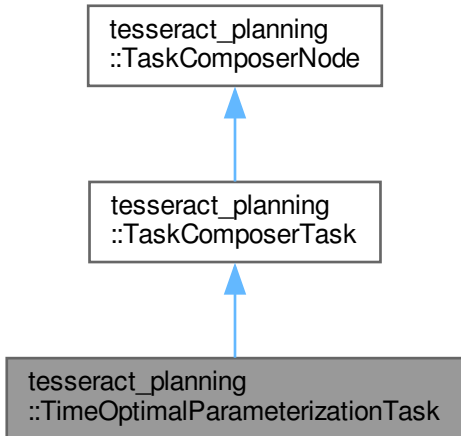 tesseract_planning
::TaskComposerNode
tesseract_planning
::TaskComposerTask
tesseract_planning
::TimeOptimalParameterizationTask